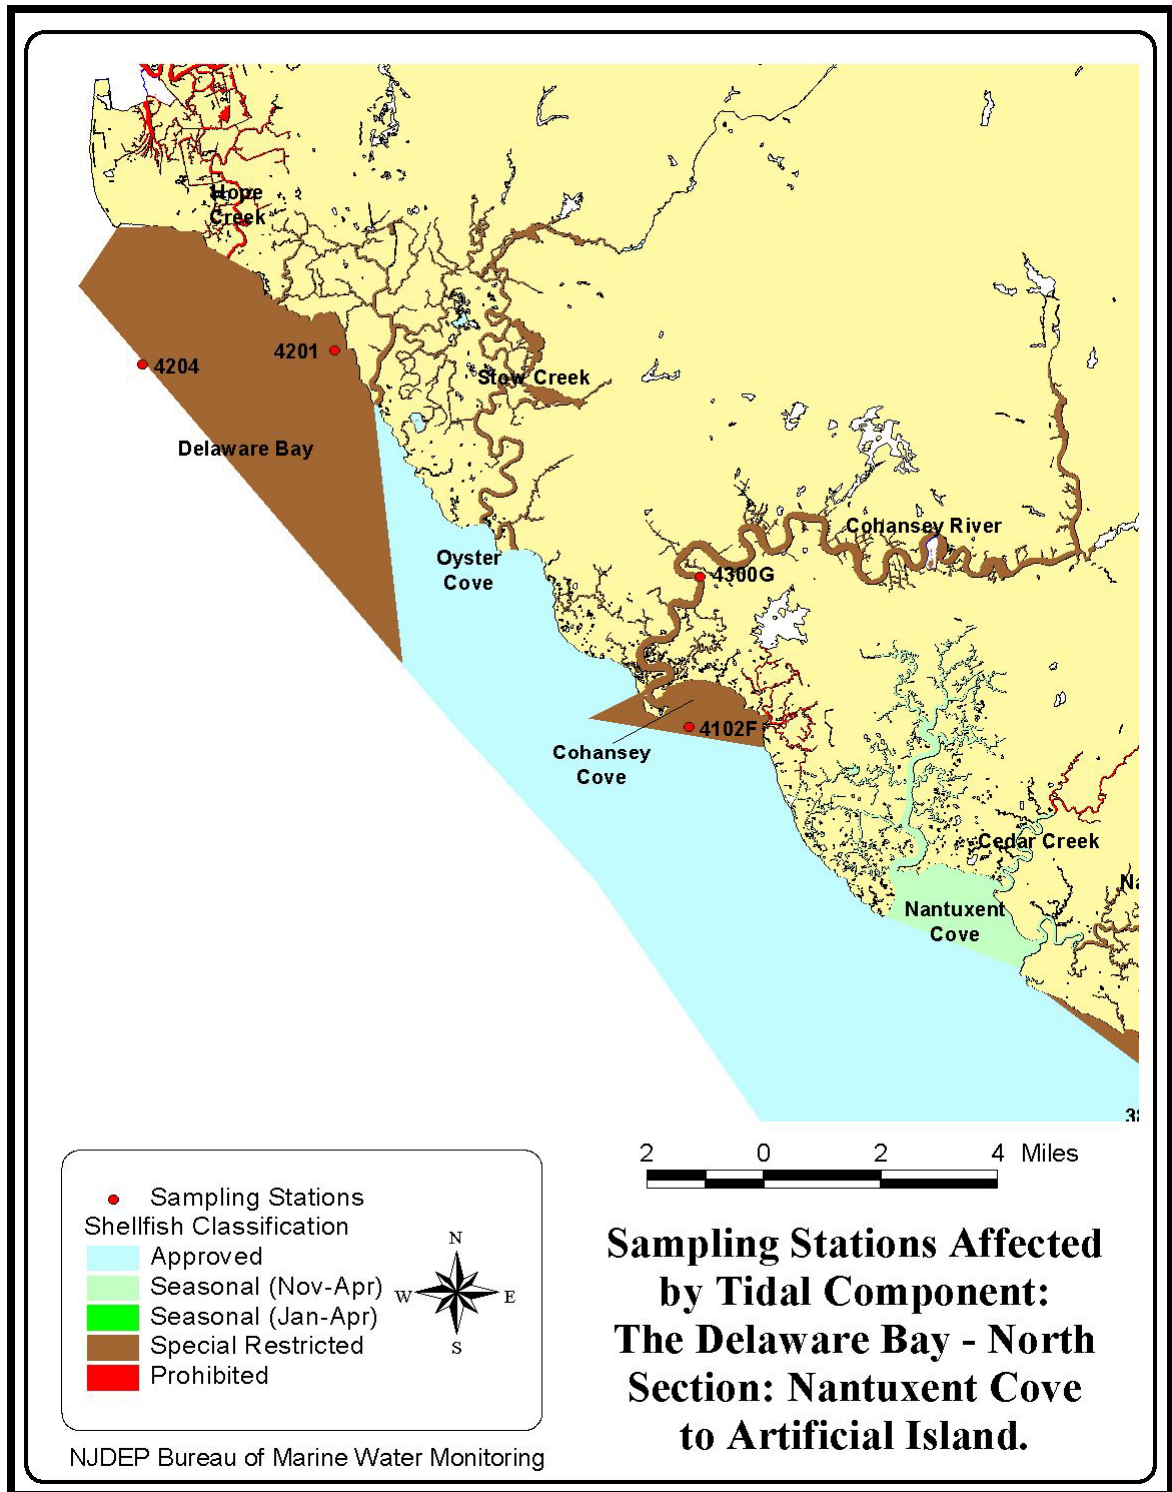 Hope
Creek
4201
4204
Stow Creek
Delaware Bay
Cohansey River
Oyster
Cove
4300G
4102F
Cohansey
Cove
Cedar Creek
Nantuxent
Cove
2 0 2 4 Miles
Sampling Stations
Shellfish Classification
Approved
Seasonal (Nov-Apr)
Seasonal (Jan-Apr)
Special Restricted
Prohibited
N
W E
S
Sampling Stations Affected
by Tidal Component:
The Delaware Bay - North
Section: Nantuxent Cove
to Artificial Island.
NJDEP Bureau of Marine Water Monitoring